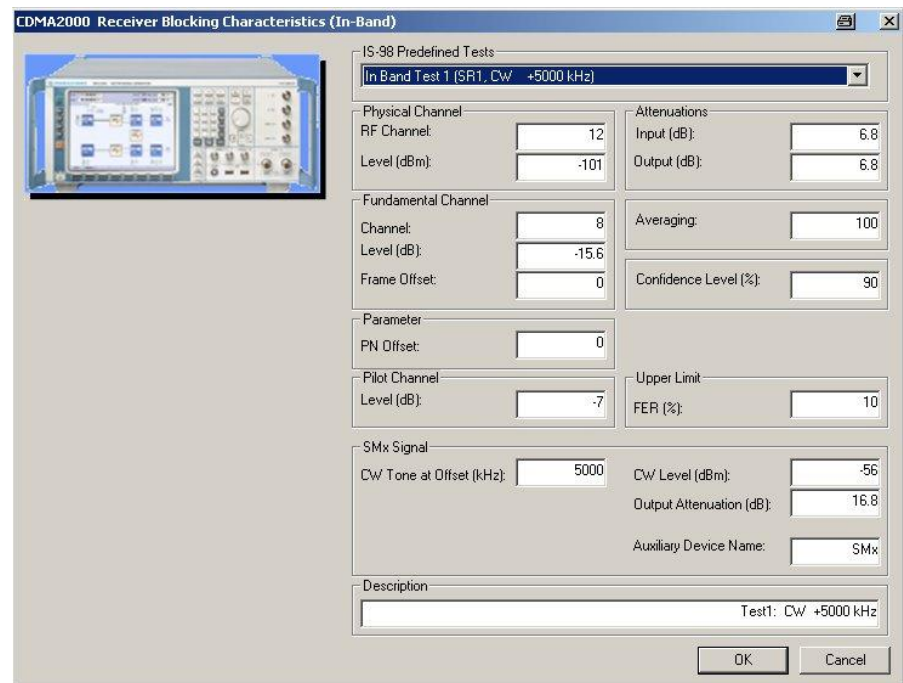 CDMA2000 Receiver Blocking Characteristics (In-Band)
IS-98 Predefined Tests
In Band Test 1 (SR1, CW +5000 kHz)
Physical Channel
RF Channel: 12
Level (dBm): -101
Attenuations
Input (dB): 6.8
Output (dB): 6.8
Fundamental Channel
Channel: 8
Level (dB): -15.6
Frame Offset: 0
Averaging: 100
Confidence Level (%): 90
Parameter
PN Offset: 0
Pilot Channel
Level (dB): -7
Upper Limit
FER (%): 10
SMx Signal
CW Tone at Offset (kHz): 5000
CW Level (dBm): -56
Output Attenuation (dB): 16.8
Auxiliary Device Name: SMx
Description
Test1: CW +5000 kHz
OK
Cancel